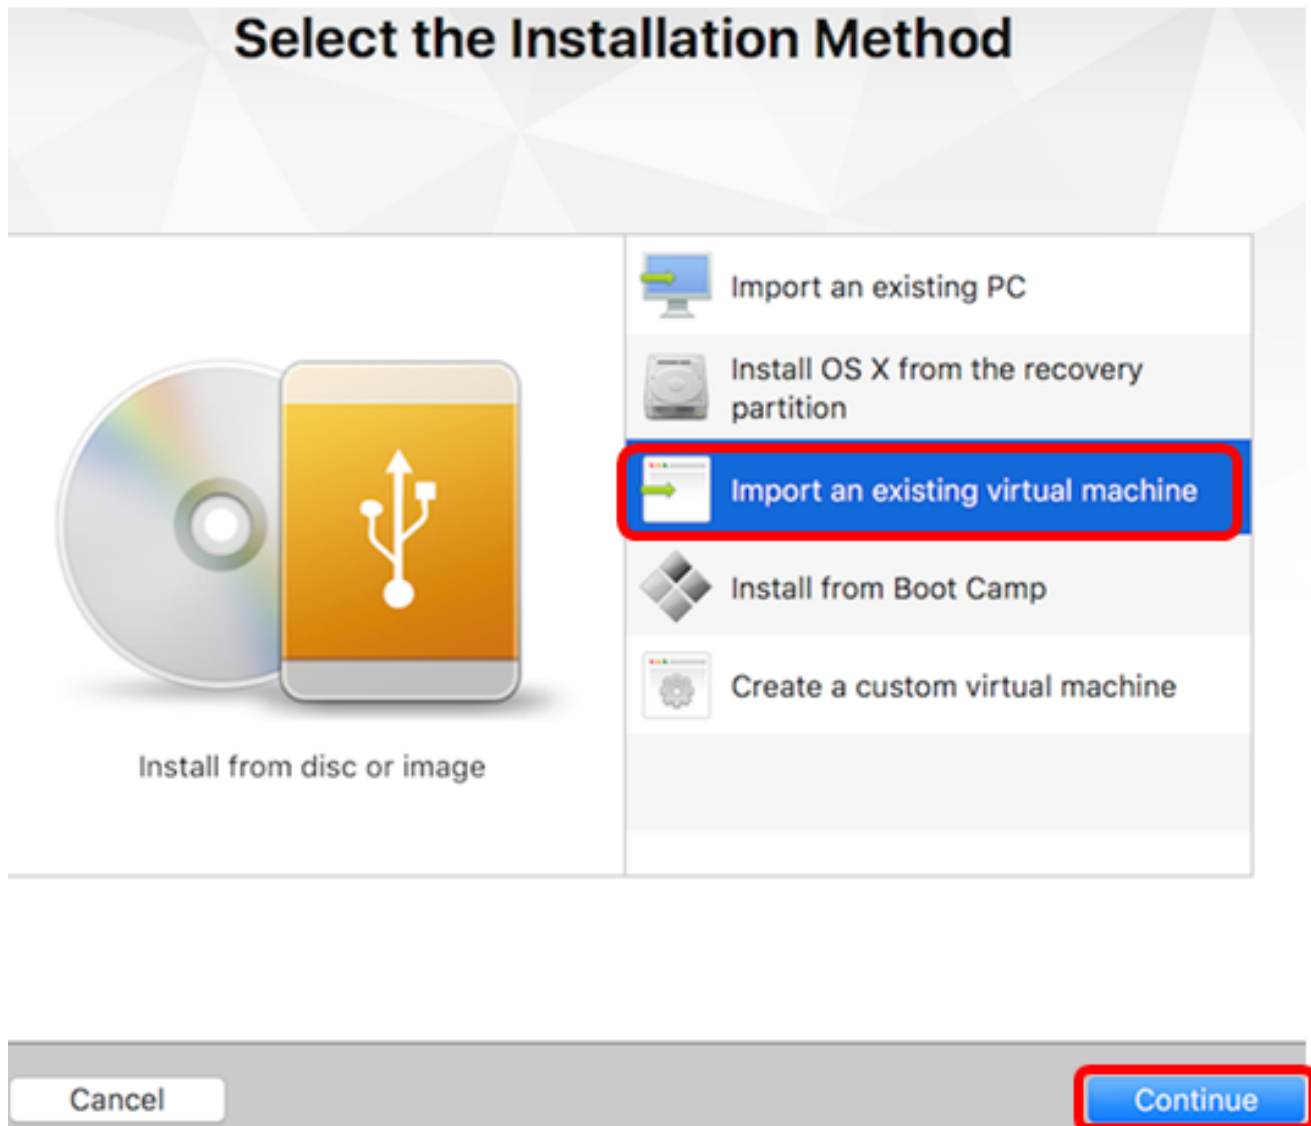 Select the Installation Method
Import an existing PC
Install OS X from the recovery
partition
Import an existing virtual machine
Install from Boot Camp
Create a custom virtual machine
Install from disc or image
Cancel
Continue